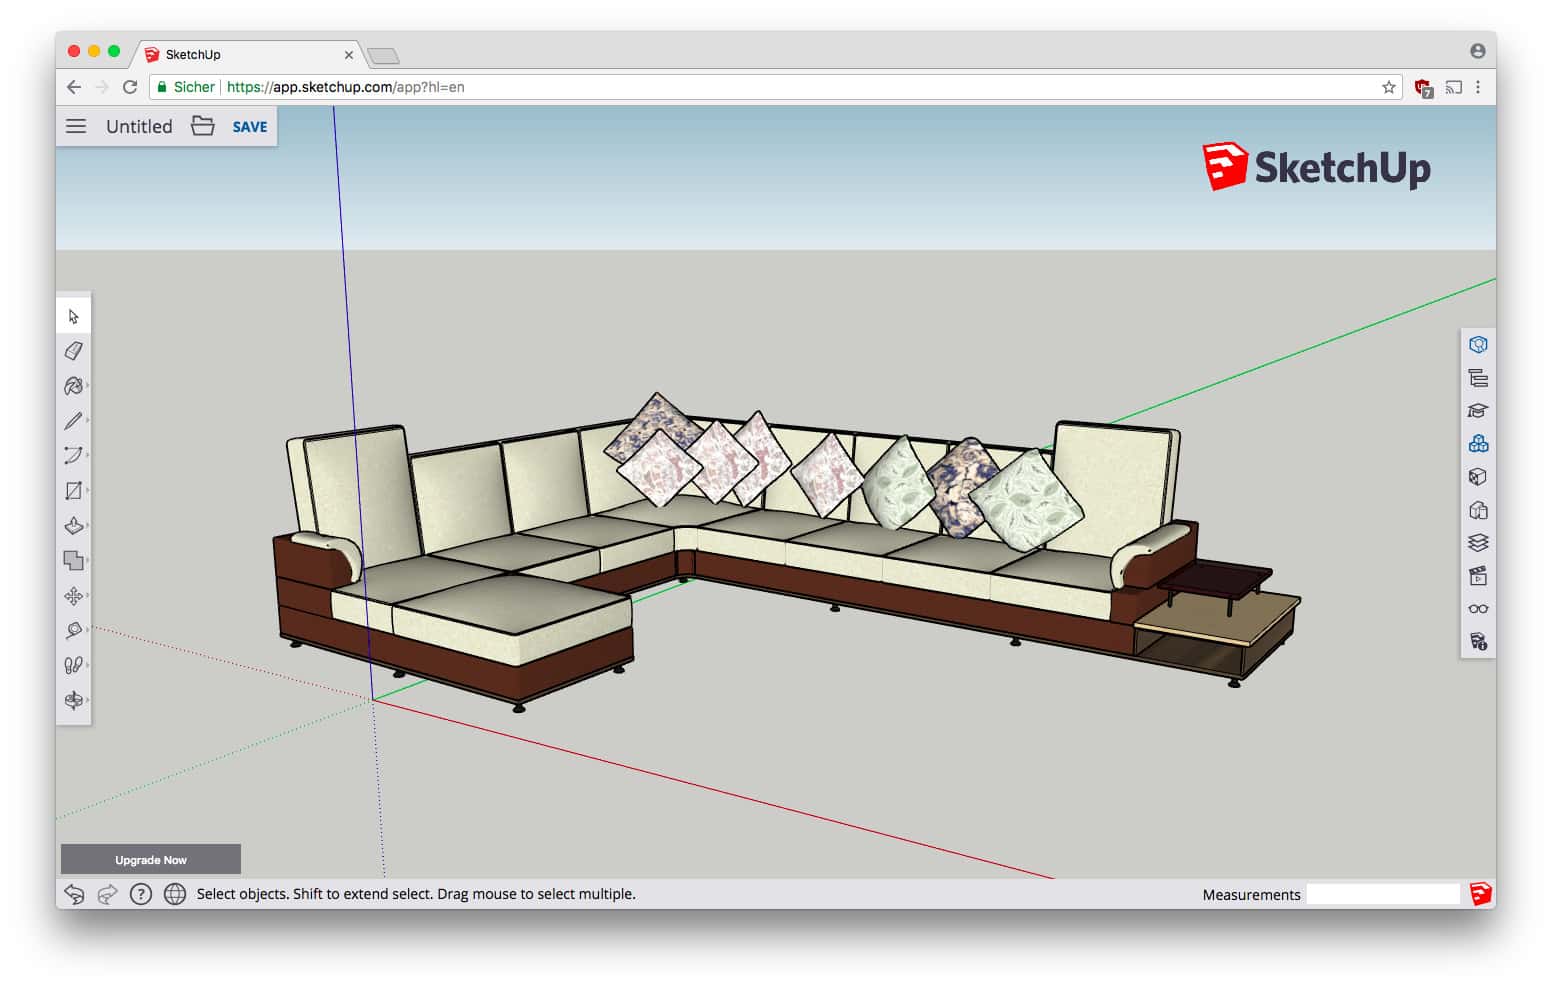 SketchUp
Sicher https://app.sketchup.com/app?hl=en
7
Untitled SAVE
SketchUp
Upgrade Now
Select objects. Shift to extend select. Drag mouse to select multiple.
Measurements